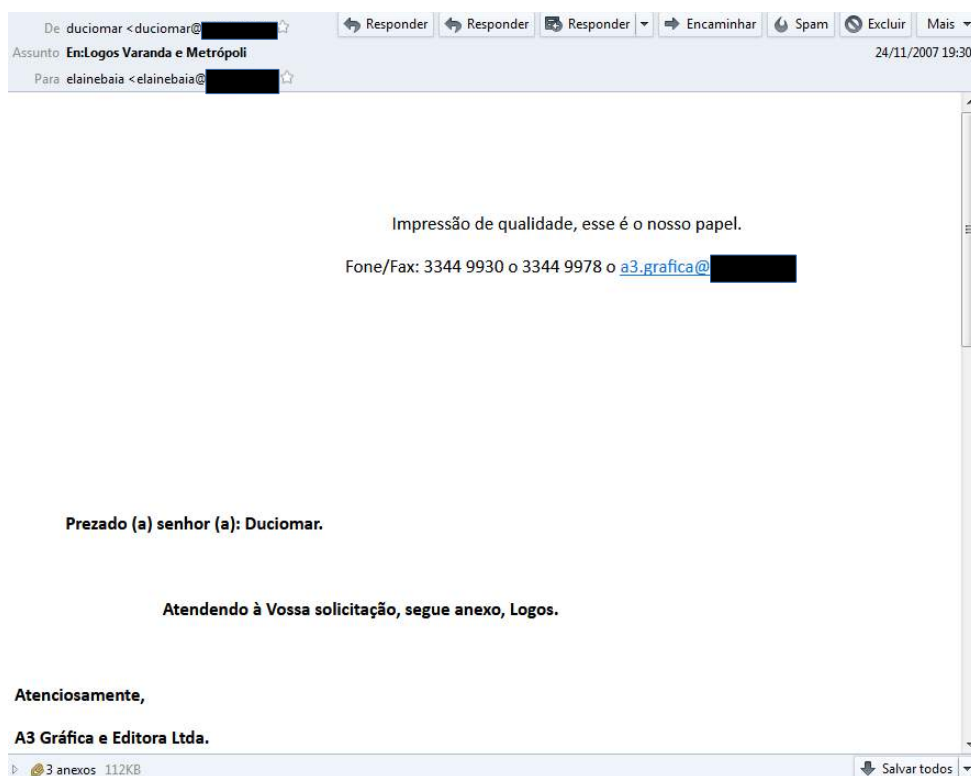 De duciomar <duciomar@
Responder Responder Responder Encaminhar Spam Excluir Mais
Assunto En:Logos Varanda e Metrópoli 24/11/2007 19:30
Para elainebaia <elainebaia@
Impressão de qualidade, esse é o nosso papel.
Fone/Fax: 3344 9930 o 3344 9978 o a3.grafica@
Prezado (a) senhor (a): Duciomar.
Atendendo à Vossa solicitação, segue anexo, Logos.
Atenciosamente,
A3 Gráfica e Editora Ltda.
3 anexos 112KB Salvar todos